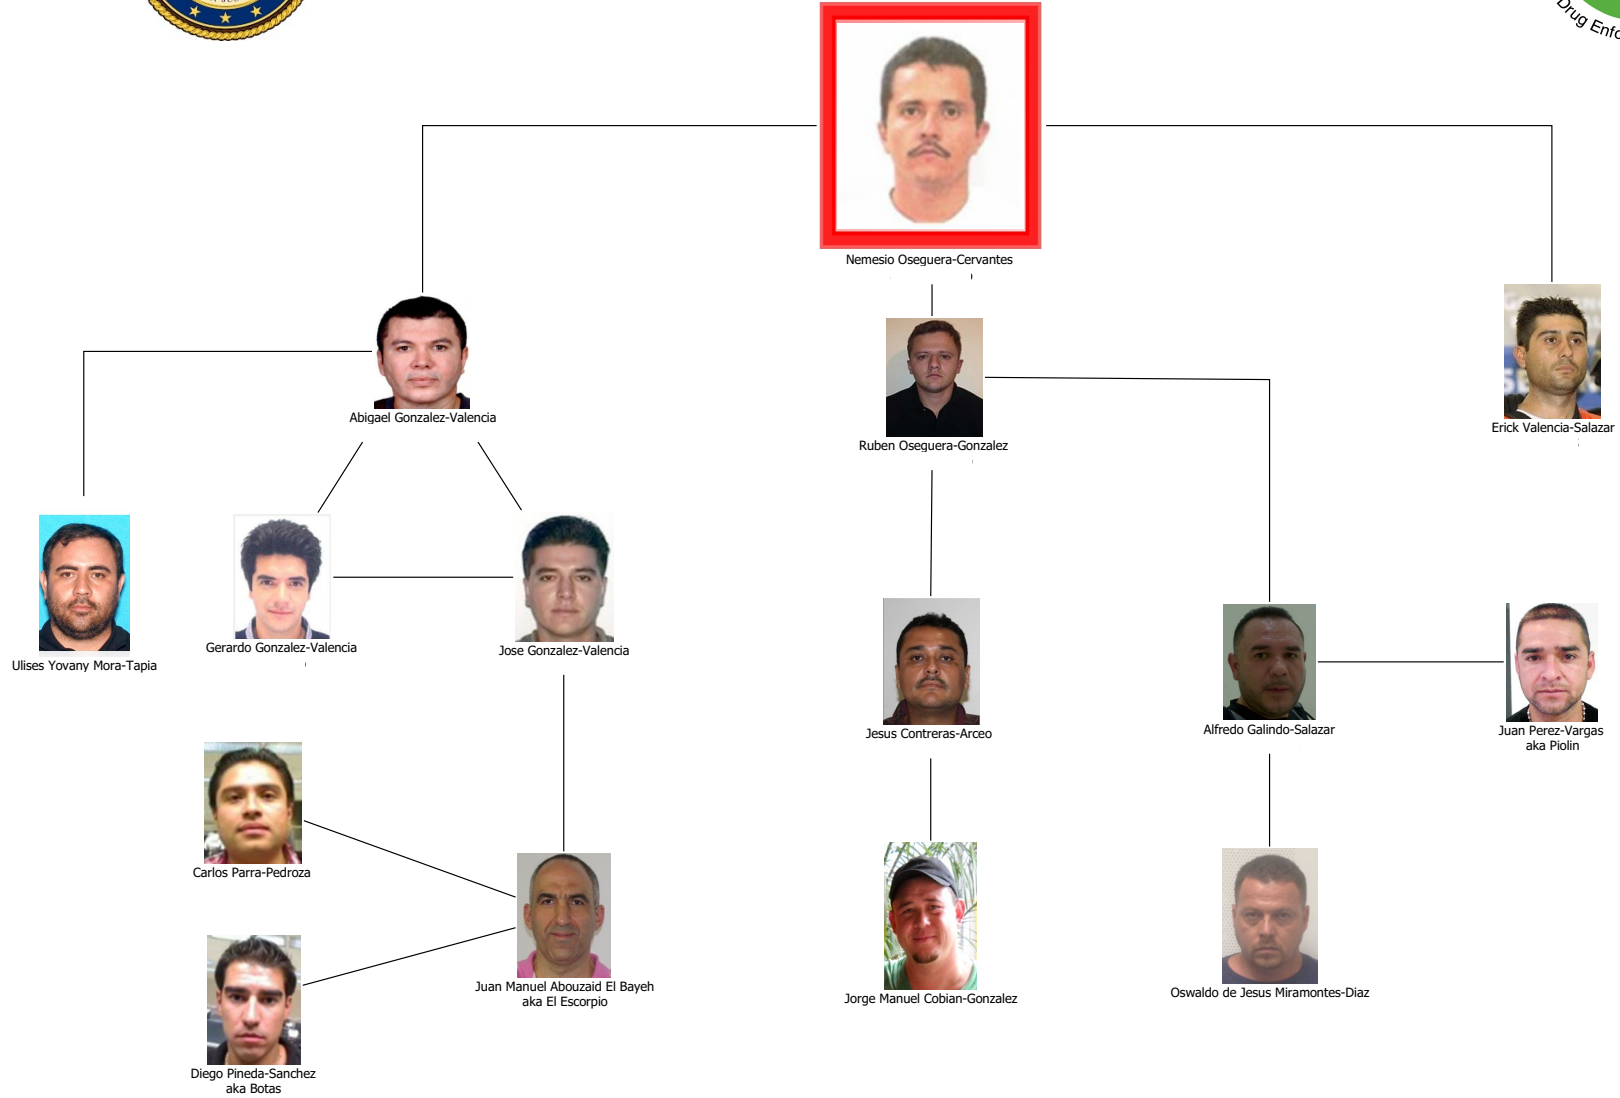 Drug Enfo
Nemesio Oseguera-Cervantes
Abigael Gonzalez-Valencia
Ruben Oseguera-Gonzalez
Erick Valencia-Salazar
Ulises Yovany Mora-Tapia
Gerardo Gonzalez-Valencia
Jose Gonzalez-Valencia
Jesus Contreras-Arceo
Alfredo Galindo-Salazar
Juan Perez-Vargas
aka Piolin
Carlos Parra-Pedroza
Juan Manuel Abouzaid El Bayeh
aka El Escorpio
Jorge Manuel Cobian-Gonzalez
Oswaldo de Jesus Miramontes-Diaz
Diego Pineda-Sanchez
aka Botas